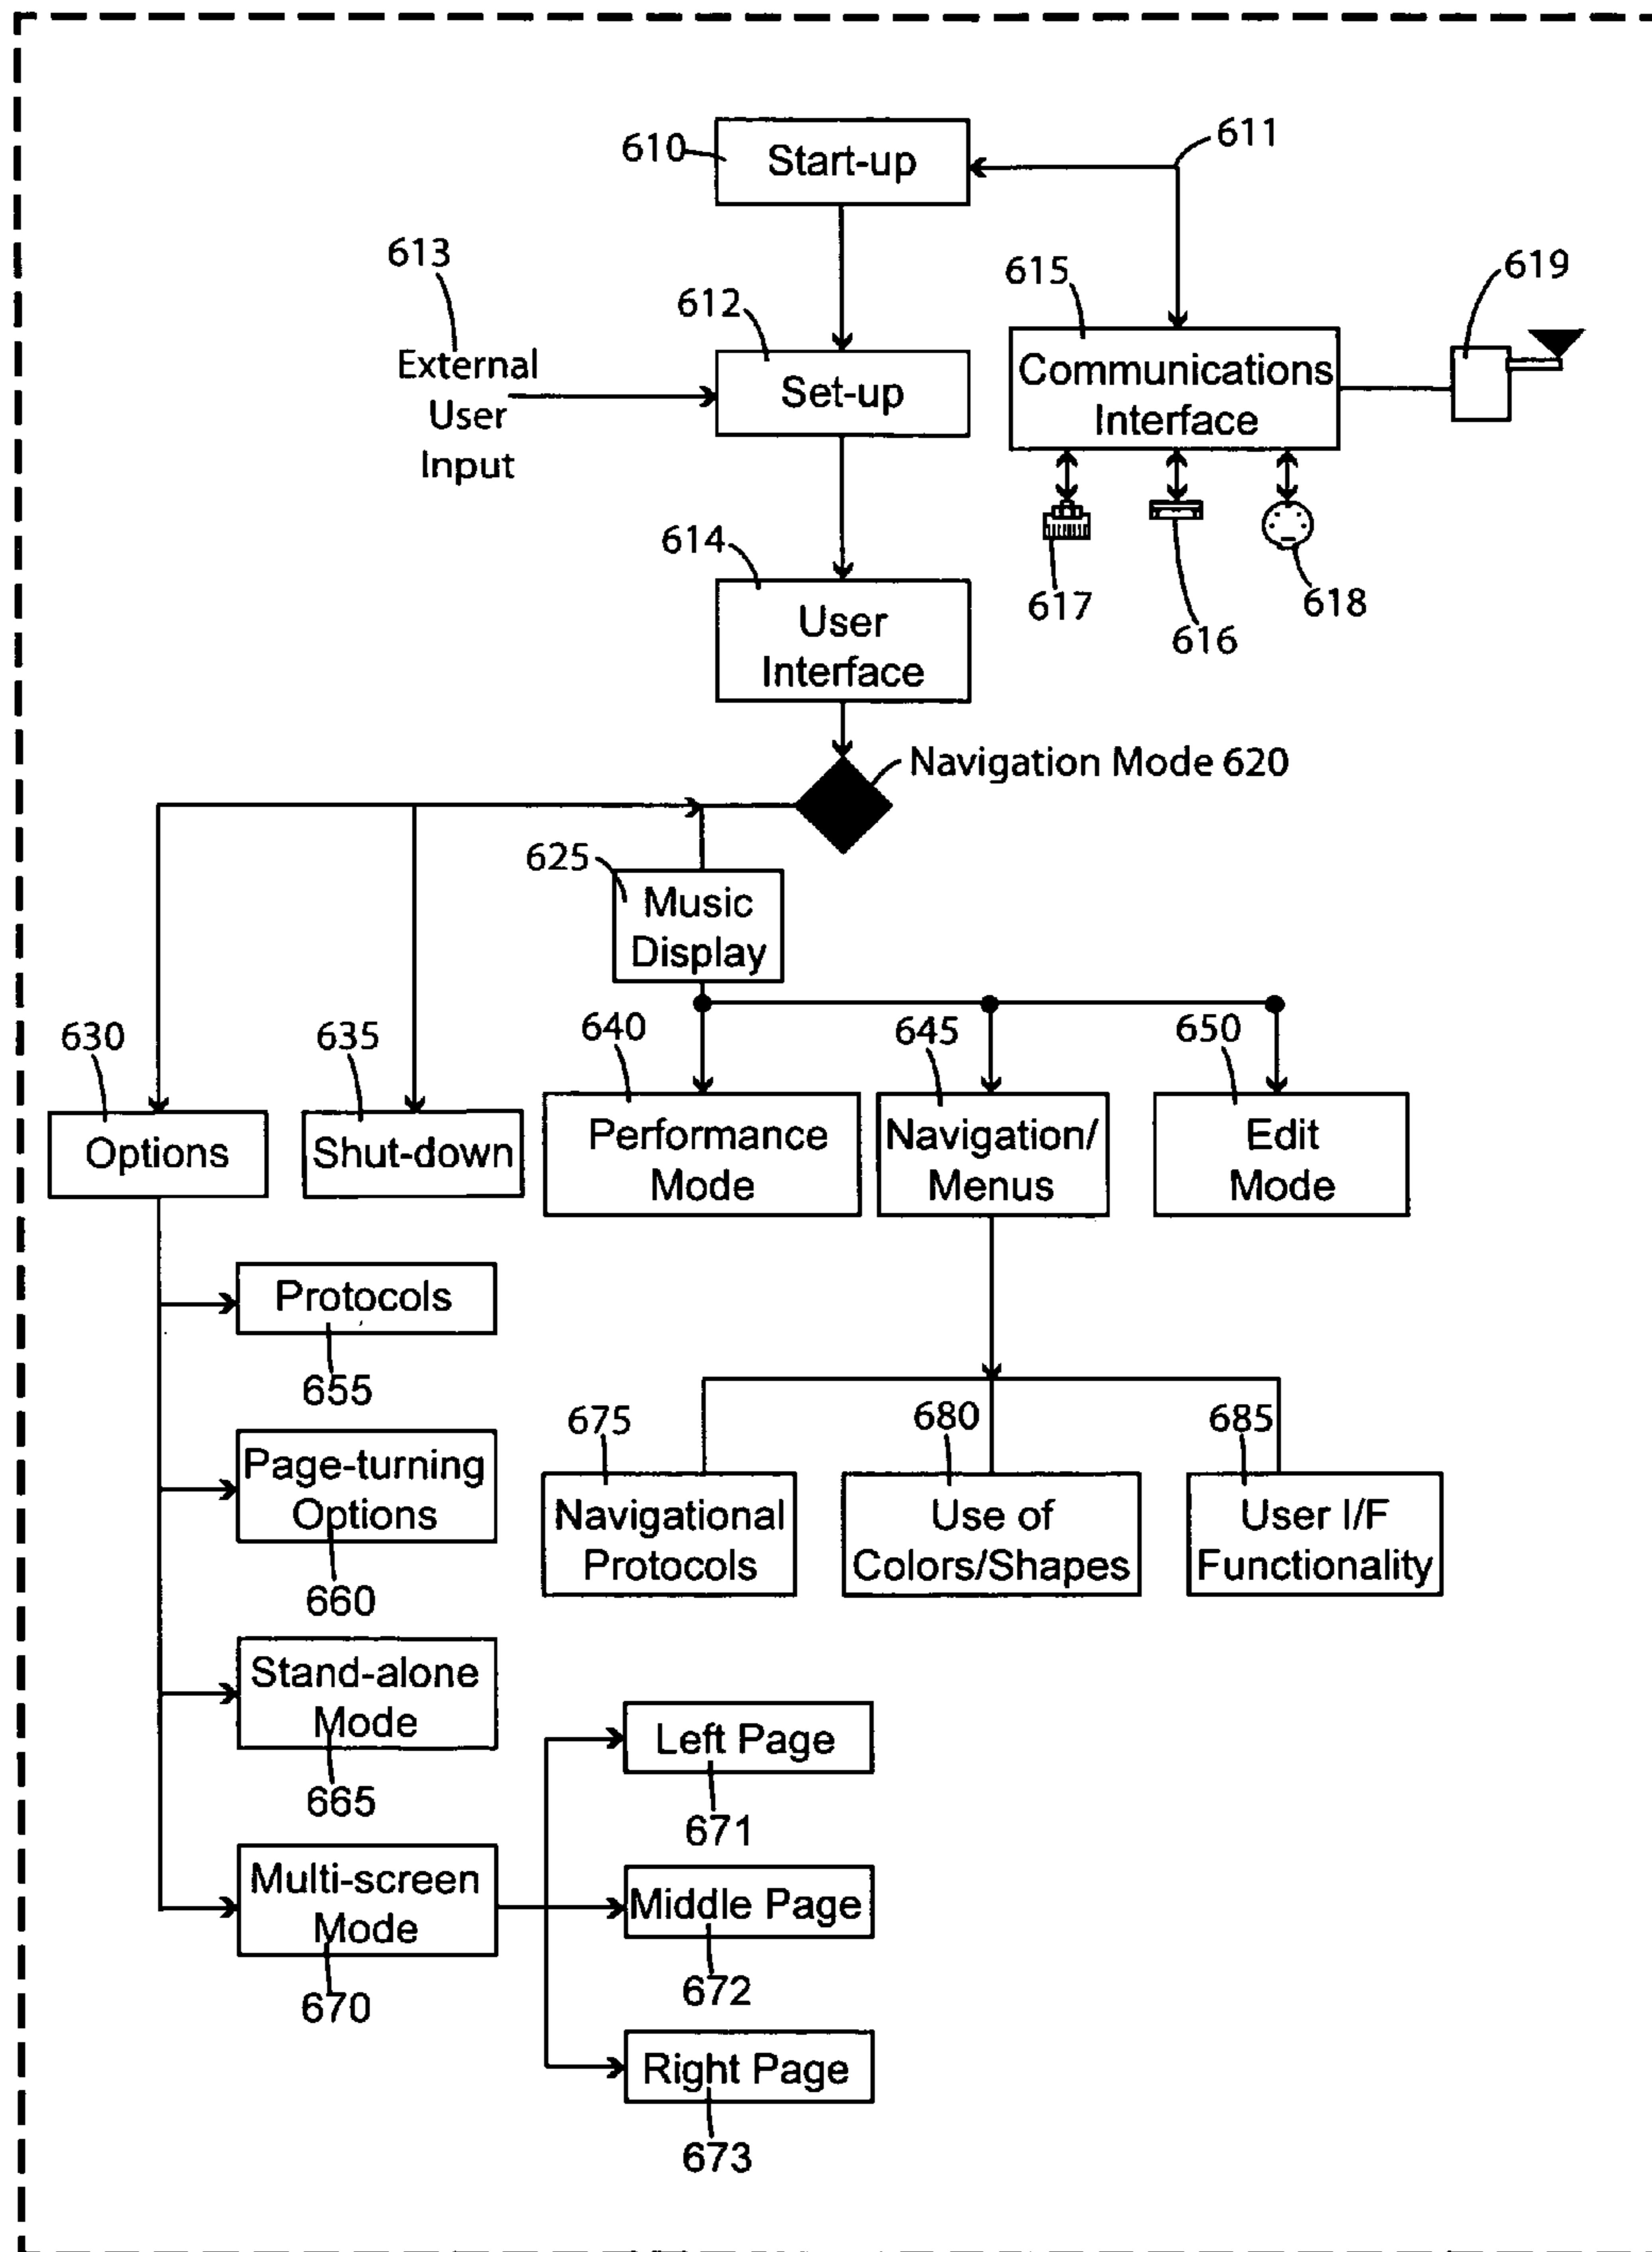 611
610
Start-up
613
619
615
612
External
User
Input
Set-up
Communications
Interface
614
617
616
618
User
Interface
Navigation Mode 620
625
Music
Display
630
635
640
645
650
Options
Shut-down
Performance
Mode
Navigation/
Menus
Edit
Mode
Protocols
655
675
680
685
Page-turning
Options
660
Navigational
Protocols
Use of
Colors/Shapes
User I/F
Functionality
Stand-alone
Mode
665
Left Page
671
Multi-screen
Mode
670
Middle Page
672
Right Page
673